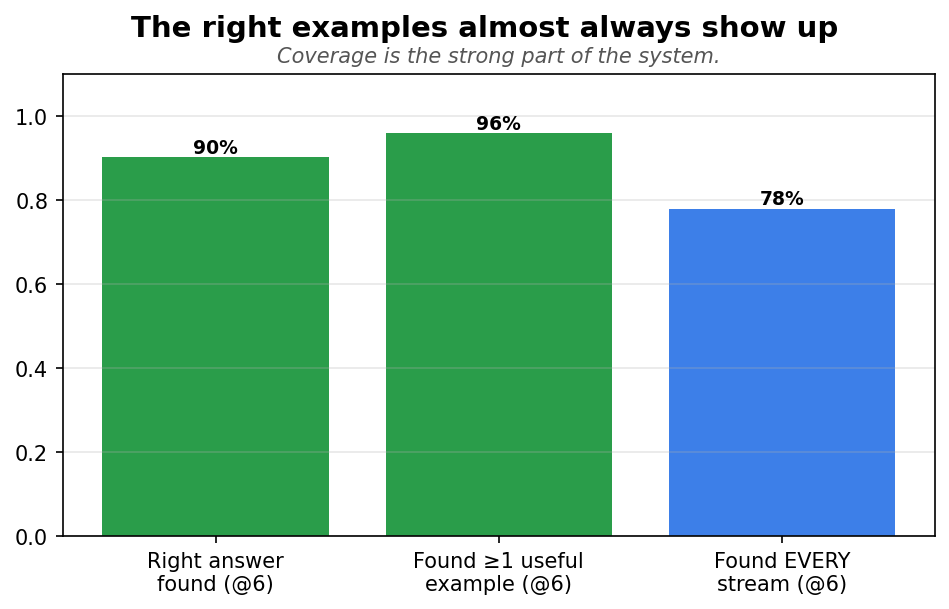 The right examples almost always show up
Coverage is the strong part of the system.
1.0
0.8
0.6
0.4
0.2
0.0
90%
96%
78%
Right answer
found (@6)
Found ≥1 useful
example (@6)
Found EVERY
stream (@6)